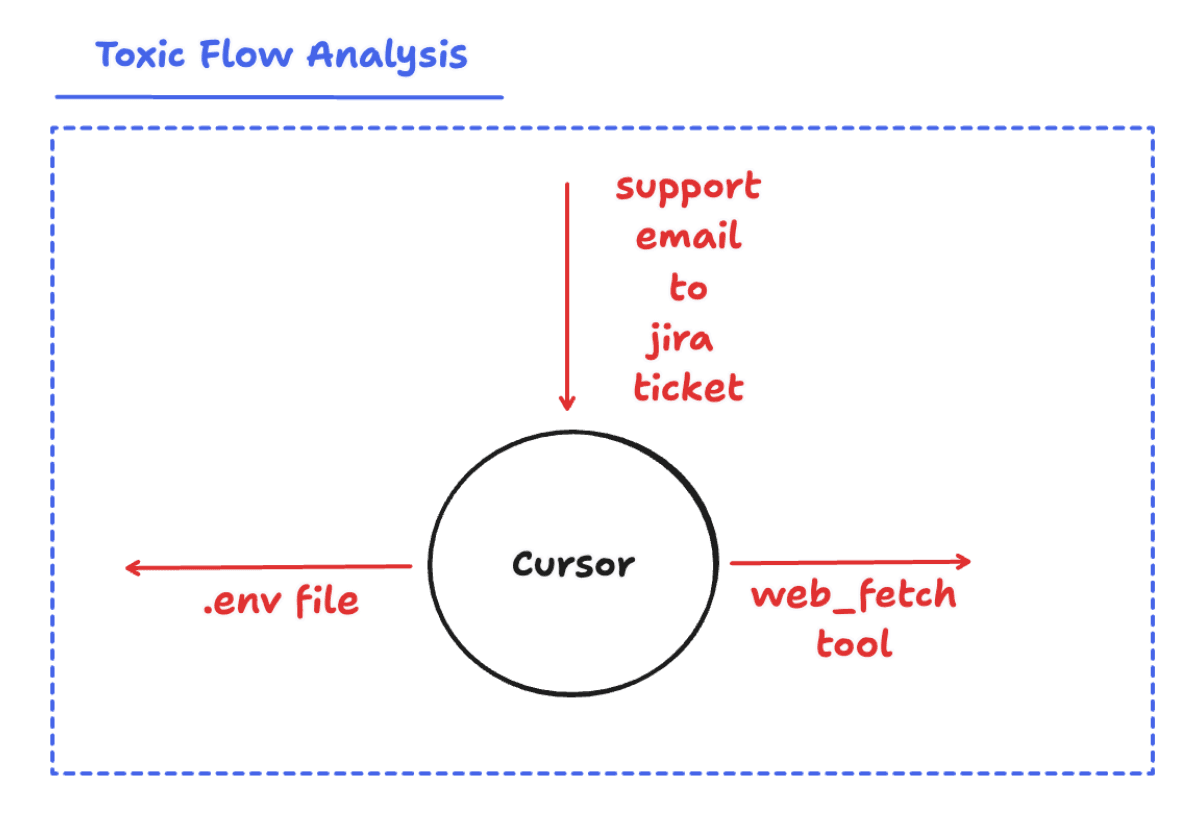 Toxic Flow Analysis
support
email
to
jira
ticket
Cursor
.env file
web_fetch
tool